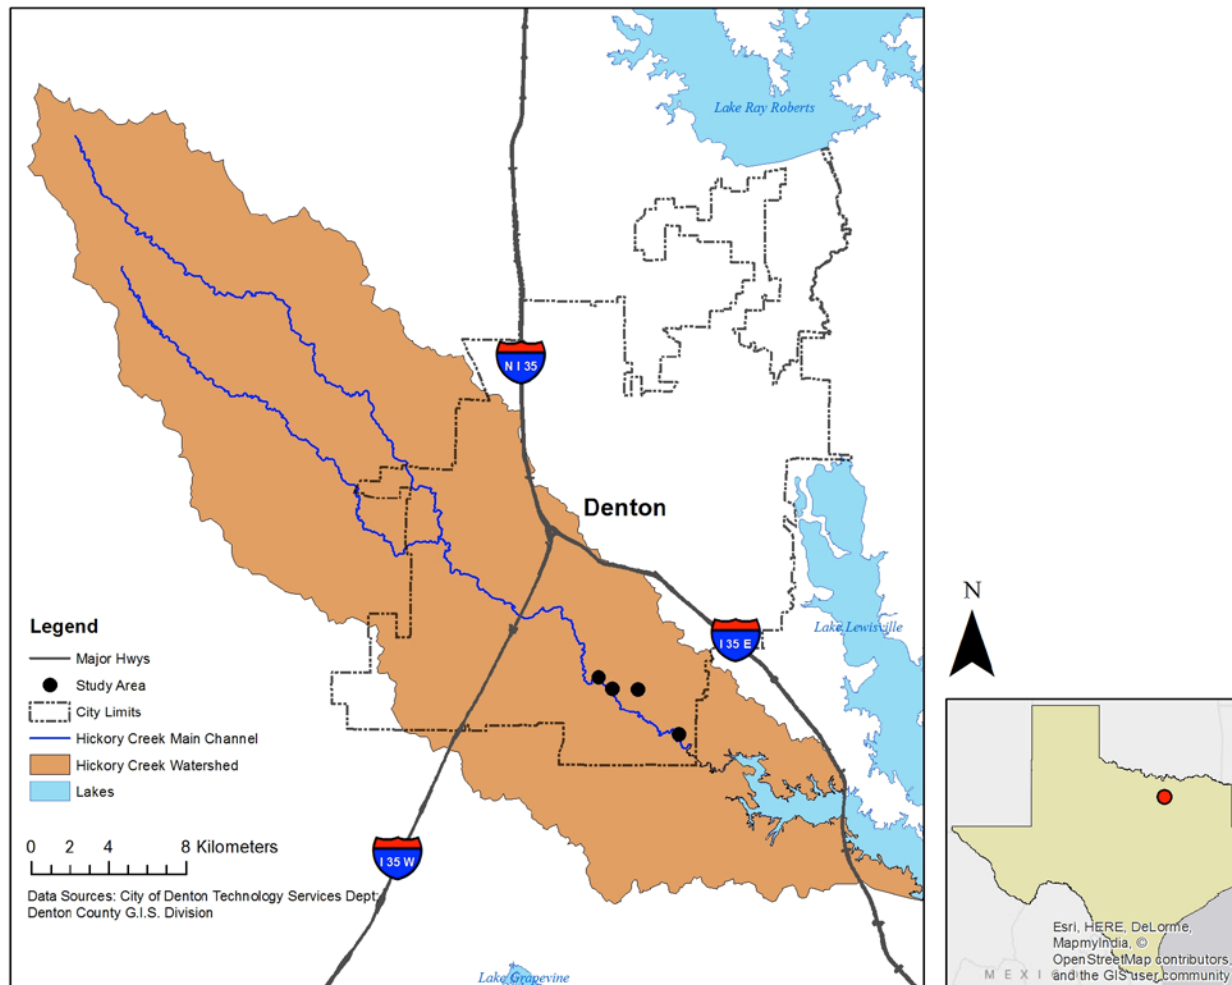 Lake Ray Roberts
N I 35
Denton
Lake Lewisville
I 35 E
I 35 W
Lake Grapevine
Legend
Major Hwys
Study Area
City Limits
Hickory Creek Main Channel
Hickory Creek Watershed
Lakes
0 2 4 8 Kilometers
Data Sources: City of Denton Technology Services Dept;
Denton County G.I.S. Division
N
Esri, HERE, DeLorme,
MapmyIndia, ©
OpenStreetMap contributors,
and the GIS user community